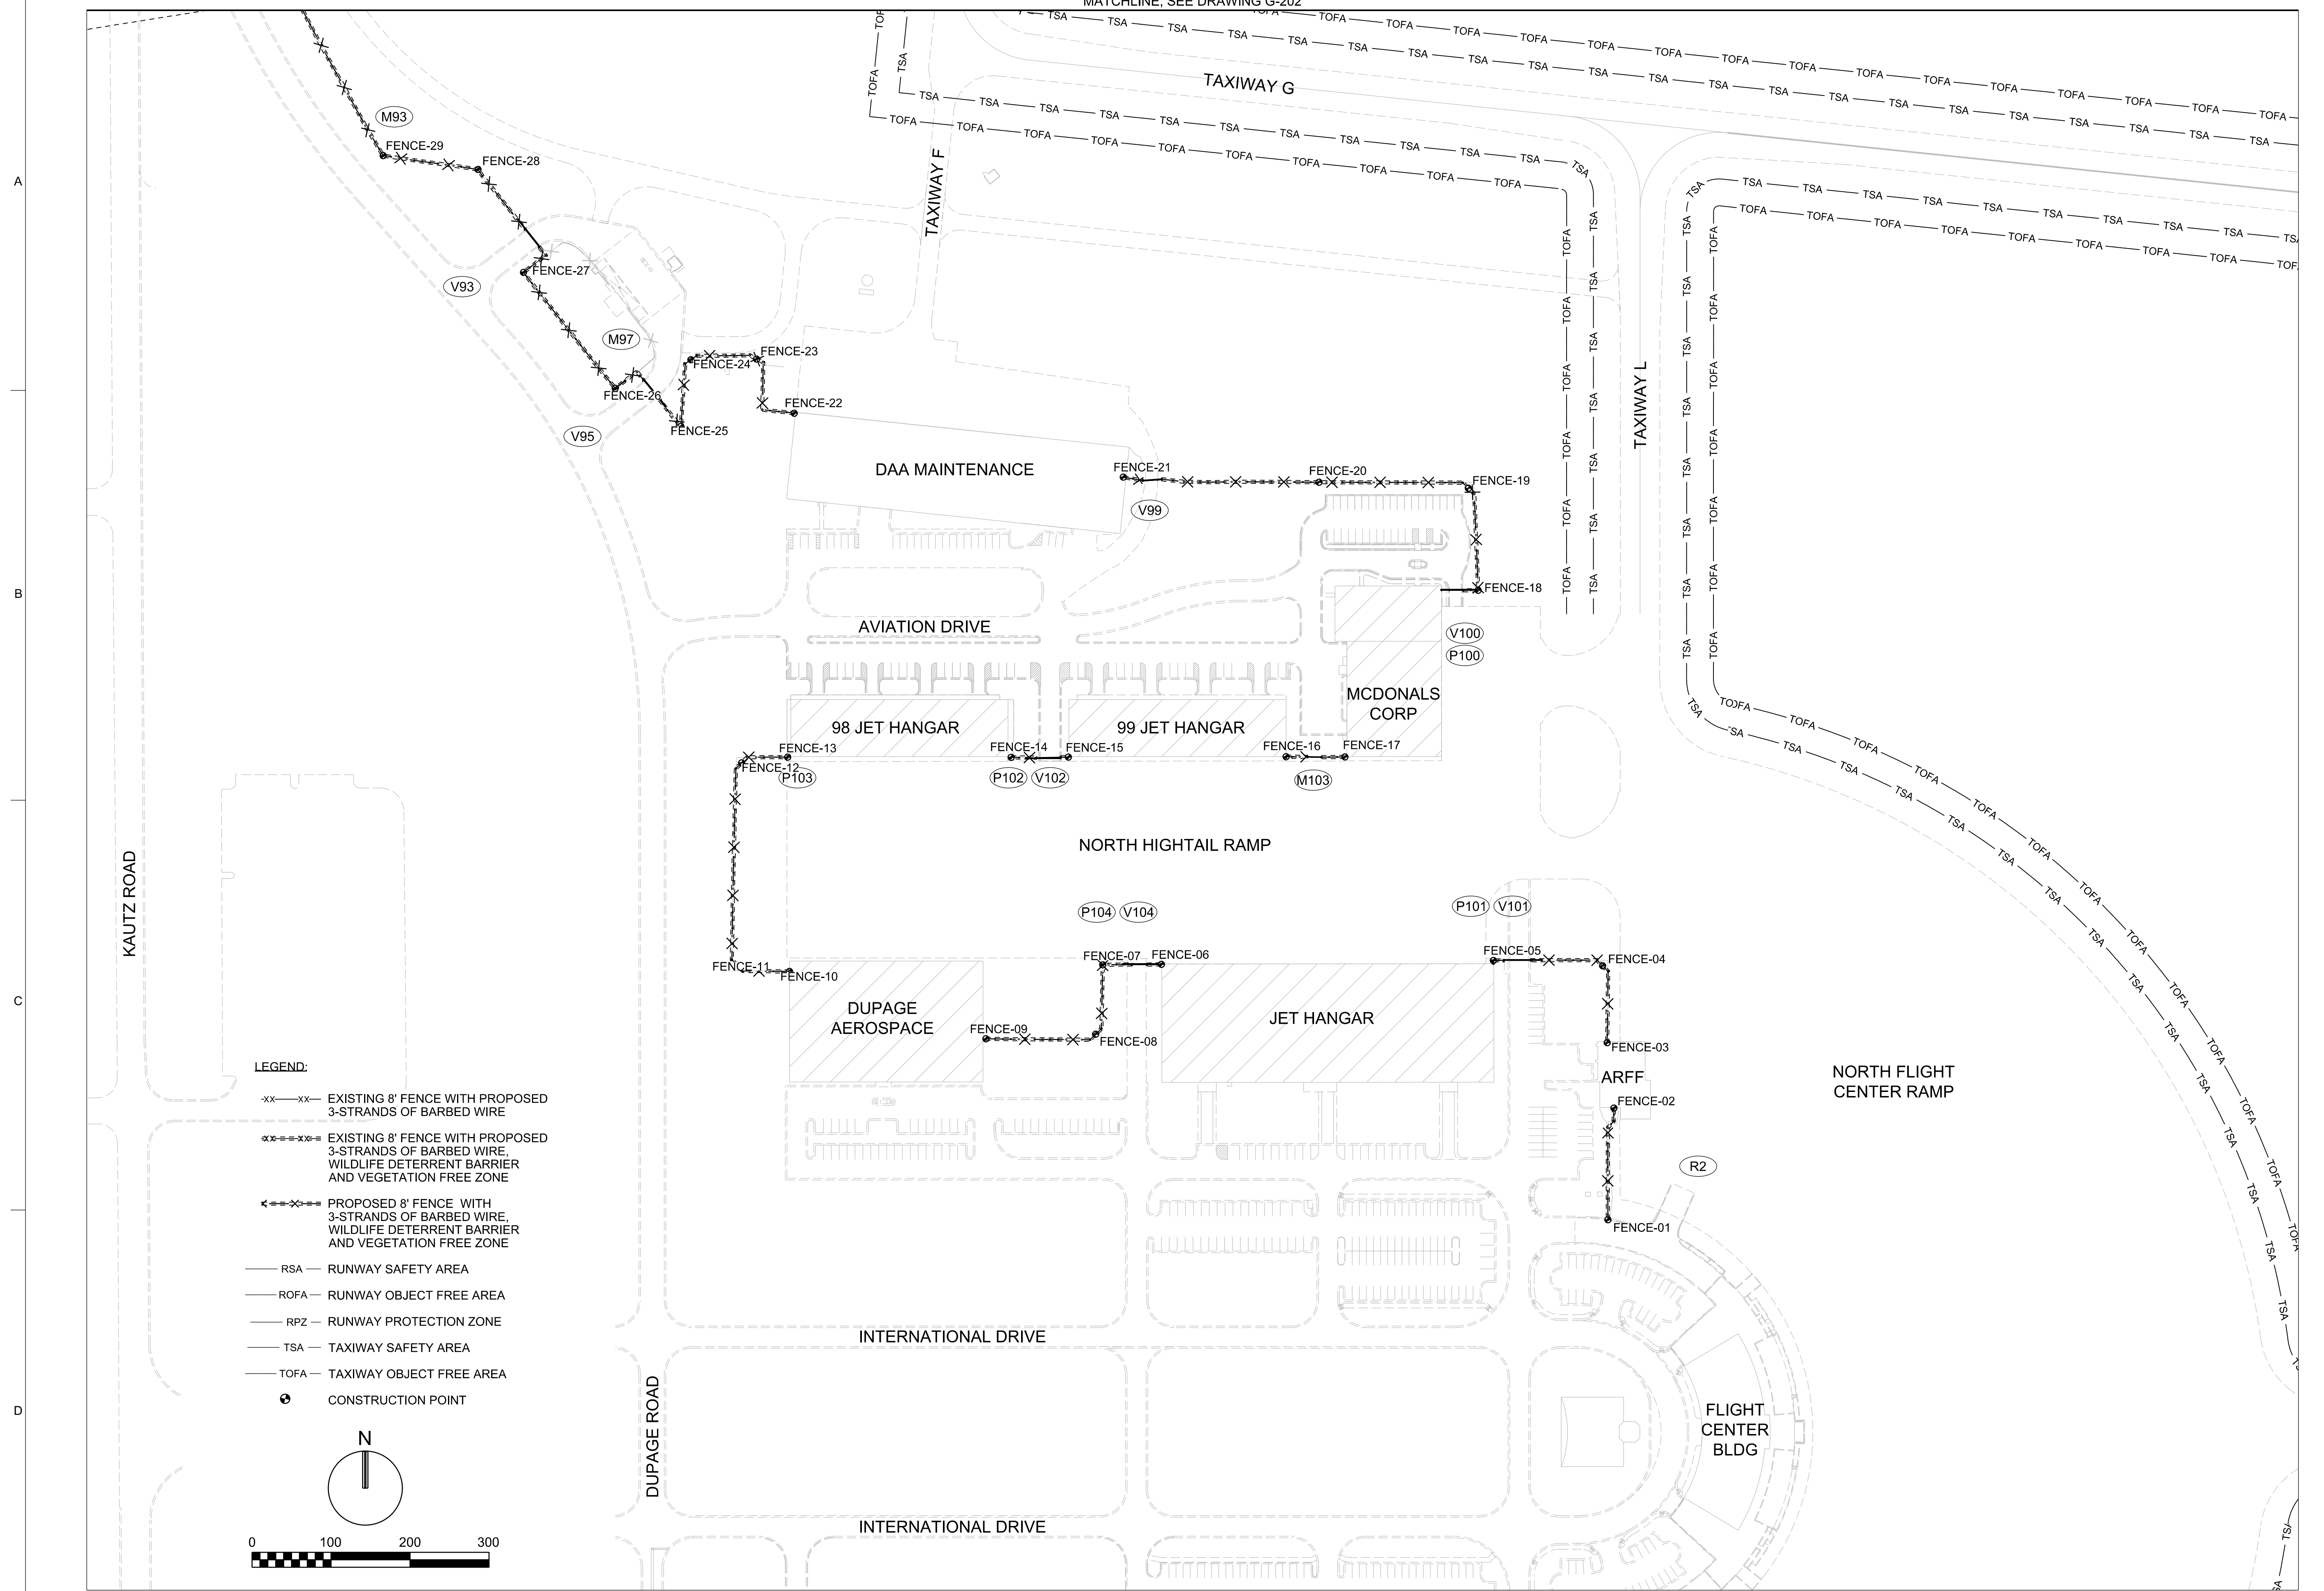 MATCHLINE, SEE DRAWING G-202
TAXIWAY G
TAXIWAY F
TAXIWAY L
TOFA
TSA
M93
FENCE-29
FENCE-28
FENCE-27
V93
M97
FENCE-24
FENCE-23
FENCE-26
FENCE-22
FENCE-25
V95
A
DAA MAINTENANCE
FENCE-21
FENCE-20
FENCE-19
V99
FENCE-18
B
AVIATION DRIVE
V100
P100
MCDONALS
CORP
98 JET HANGAR
99 JET HANGAR
FENCE-13
FENCE-14
FENCE-15
FENCE-16
FENCE-17
FENCE-12
P103
P102
V102
M103
NORTH HIGHTAIL RAMP
KAUTZ ROAD
P104
V104
P101
V101
FENCE-11
FENCE-10
FENCE-07
FENCE-06
FENCE-05
FENCE-04
C
DUPAGE
AEROSPACE
JET HANGAR
FENCE-09
FENCE-08
FENCE-03
ARFF
FENCE-02
NORTH FLIGHT
CENTER RAMP
R2
FENCE-01
LEGEND:
-XX——XX— EXISTING 8' FENCE WITH PROPOSED
3-STRANDS OF BARBED WIRE
XX XX EXISTING 8' FENCE WITH PROPOSED
3-STRANDS OF BARBED WIRE,
WILDLIFE DETERRENT BARRIER
AND VEGETATION FREE ZONE
PROPOSED 8' FENCE WITH
3-STRANDS OF BARBED WIRE,
WILDLIFE DETERRENT BARRIER
AND VEGETATION FREE ZONE
RSA RUNWAY SAFETY AREA
ROFA RUNWAY OBJECT FREE AREA
RPZ RUNWAY PROTECTION ZONE
TSA TAXIWAY SAFETY AREA
TOFA TAXIWAY OBJECT FREE AREA
CONSTRUCTION POINT
INTERNATIONAL DRIVE
DUPAGE ROAD
D
FLIGHT
CENTER
BLDG
N
INTERNATIONAL DRIVE
0 100 200 300